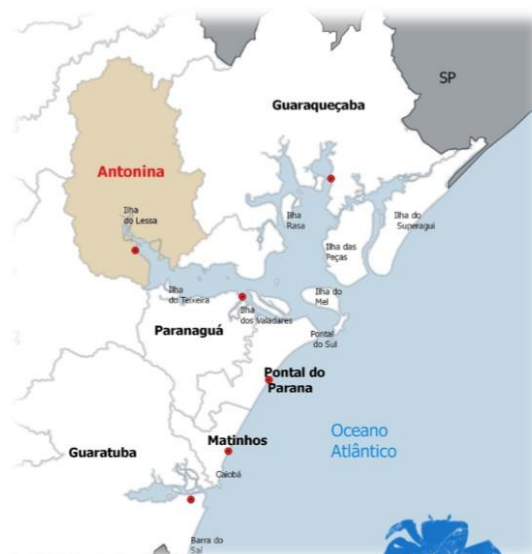 SP
Guaraqueçaba
Antonina
Ilha
do Lessa
Ilha
Rasa
Ilha do
Superagui
Ilha das
Peças
Ilha
do Teixeira
Ilha do
Mel
Ilha
dos Valadares
Paranaguá
Pontal
do Sul
Pontal do
Parana
Oceano
Atlântico
Matinhos
Guaratuba
Caiobá
Barra do
Saí